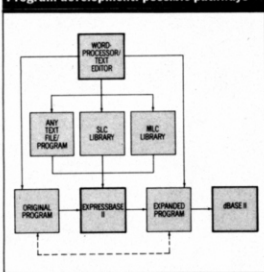 Program development: possible pathways
WORD-
PROCESSOR/
TEXT
EDITOR
ANY
TEXT
FILE/
PROGRAM
SLC
LIBRARY
MLC
LIBRARY
ORIGINAL
PROGRAM
EXPRESSBASE
II
EXPANDED
PROGRAM
dBASE II